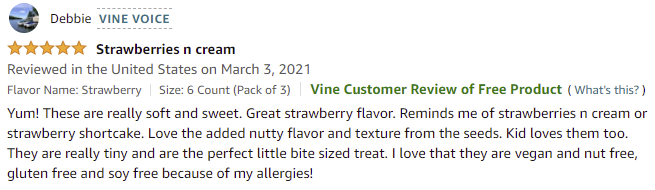 Debbie VINE VOICE
Strawberries n cream
Reviewed in the United States on March 3, 2021
Flavor Name: Strawberry | Size: 6 Count (Pack of 3) | Vine Customer Review of Free Product ( What's this? )
Yum! These are really soft and sweet. Great strawberry flavor. Reminds me of strawberries n cream or
strawberry shortcake. Love the added nutty flavor and texture from the seeds. Kid loves them too.
They are really tiny and are the perfect little bite sized treat. I love that they are vegan and nut free,
gluten free and soy free because of my allergies!